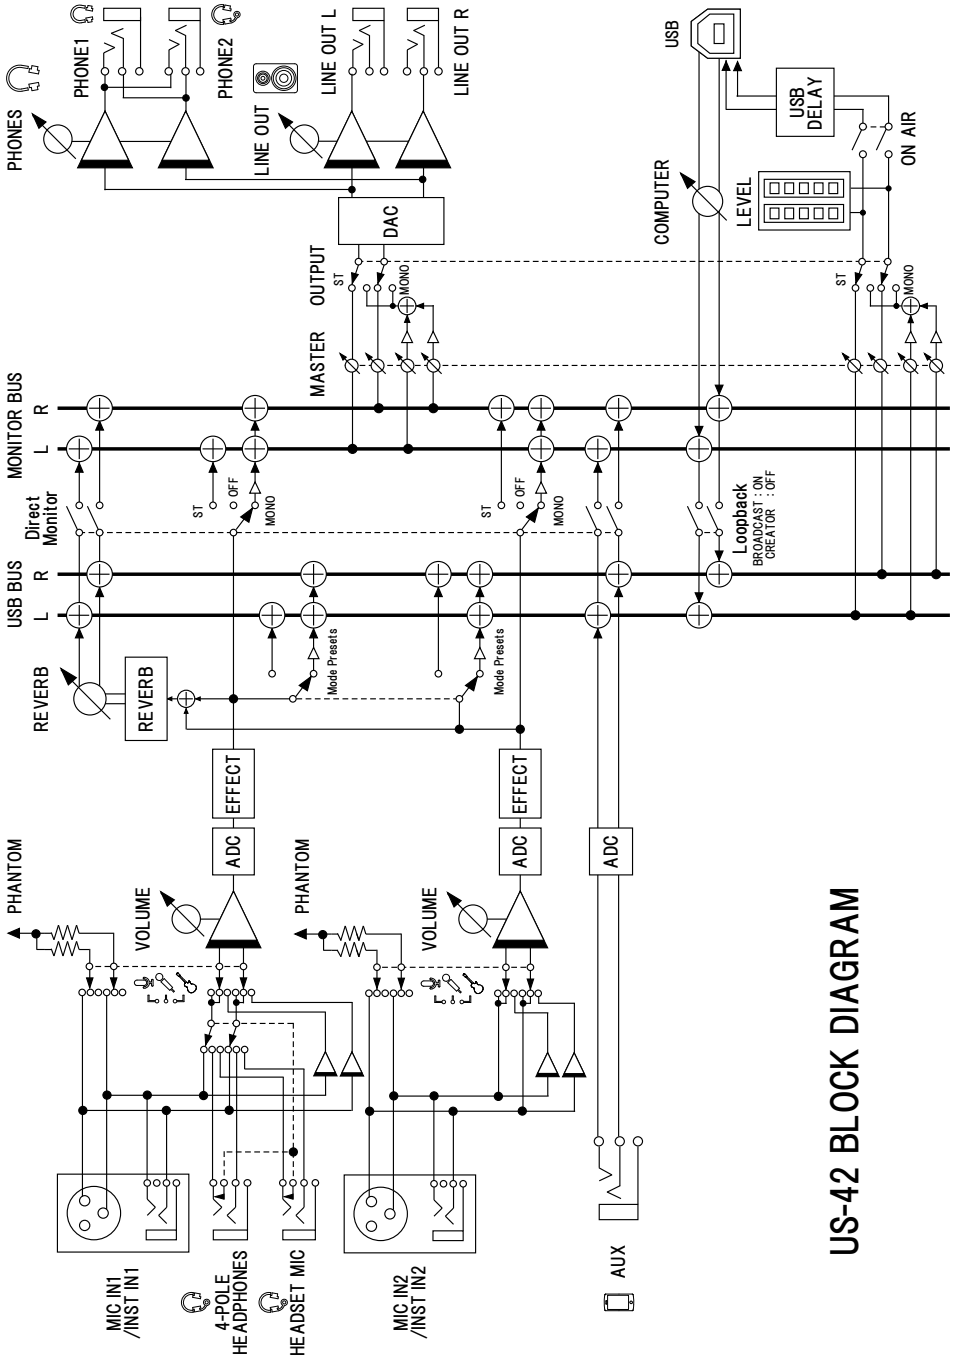 PHONE1
PHONE2
PHONES
LINE OUT L
LINE OUT R
LINE OUT
USB
USB
DELAY
ON AIR
LEVEL
COMPUTER
DAC
OUTPUT
ST
MONO
MASTER
ST
MONO
MONITOR BUS
L
R
Direct
Monitor
ST
OFF
MONO
ST
OFF
MONO
Loopback
BROADCAST : ON
CREATOR : OFF
USB BUS
L
R
REVERB
REVERB
Mode Presets
Mode Presets
EFFECT
ADC
VOLUME
PHANTOM
EFFECT
ADC
VOLUME
PHANTOM
ADC
MIC IN1
/INST IN1
4-POLE
HEADPHONES
HEADSET MIC
MIC IN2
/INST IN2
AUX
US-42 BLOCK DIAGRAM